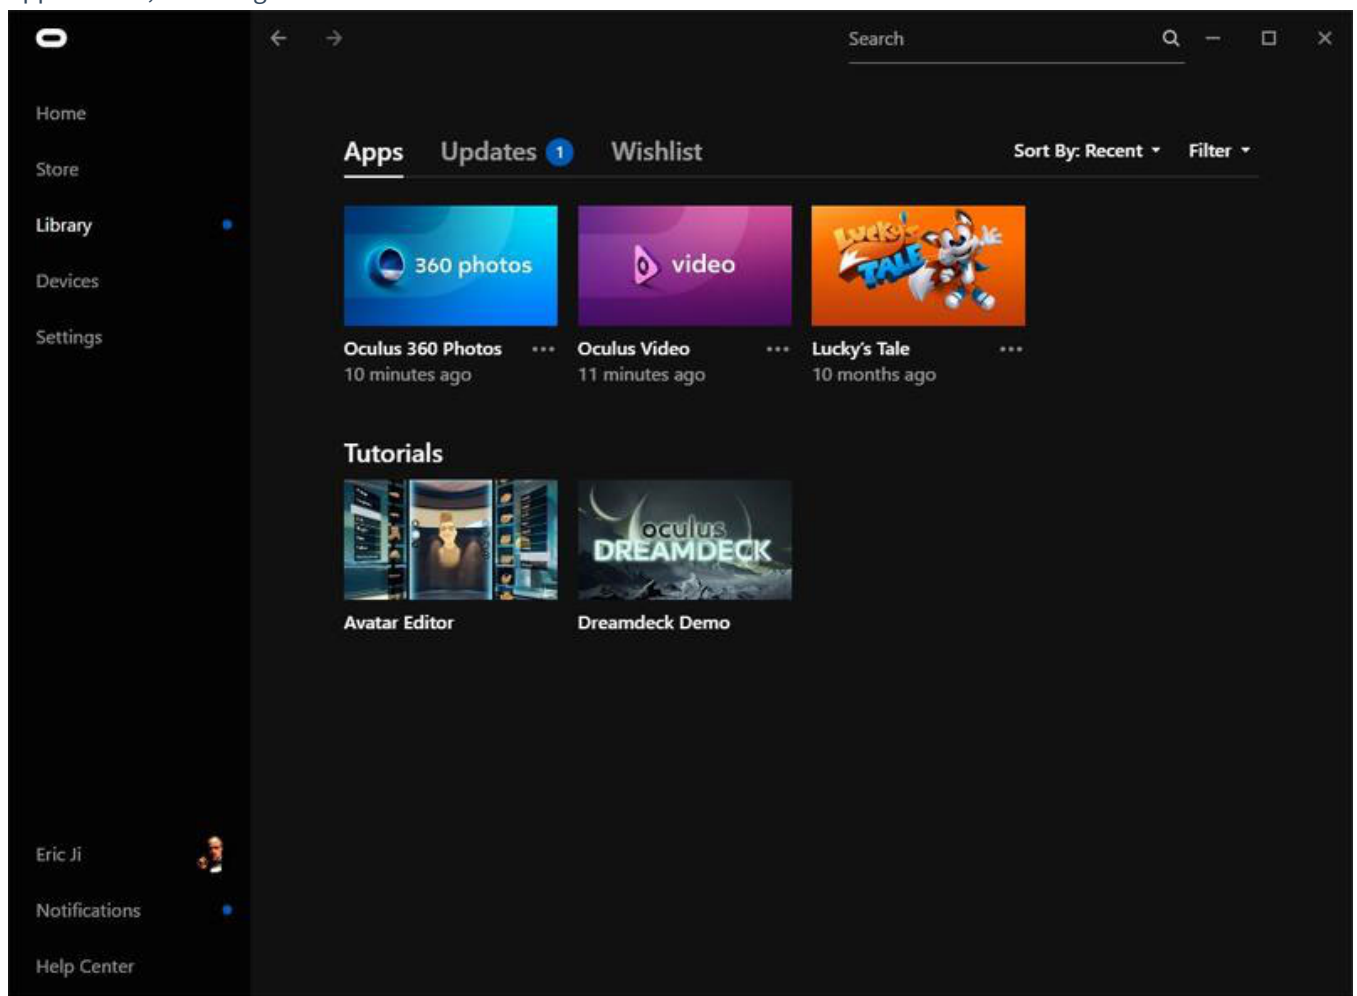 Search
Home
Store
Library
Devices
Settings
Apps Updates 1 Wishlist Sort By: Recent Filter
360 photos
video
Lucky's
TALE
Oculus 360 Photos ... Oculus Video ... Lucky's Tale ...
10 minutes ago 11 minutes ago 10 months ago
Tutorials
oculus
DREAMDECK
Avatar Editor Dreamdeck Demo
Eric Ji
Notifications
Help Center